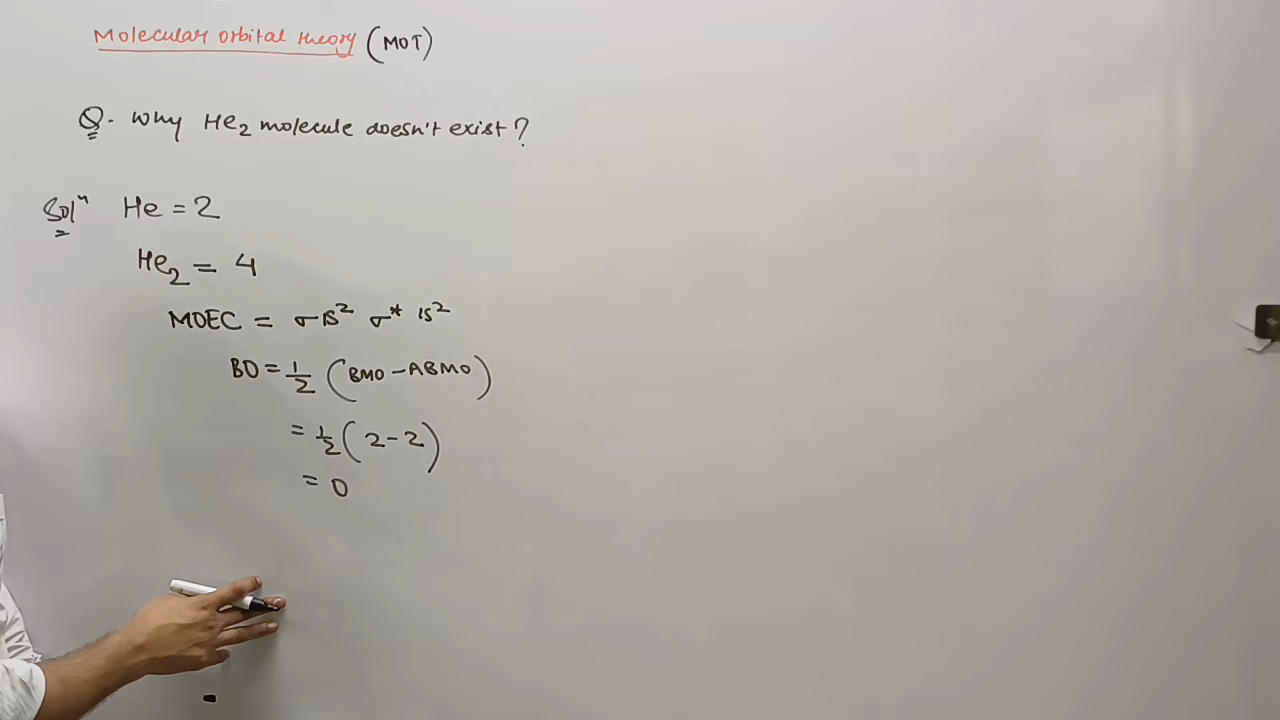 Molecular orbital theory (MOT)
Q. Why He₂ molecule doesn't exist?
Solⁿ He = 2
He₂ = 4
MOEC = σ1s² σ* 1s²
BO = 1/2 (BMO - ABMO)
= 1/2 (2-2)
= 0